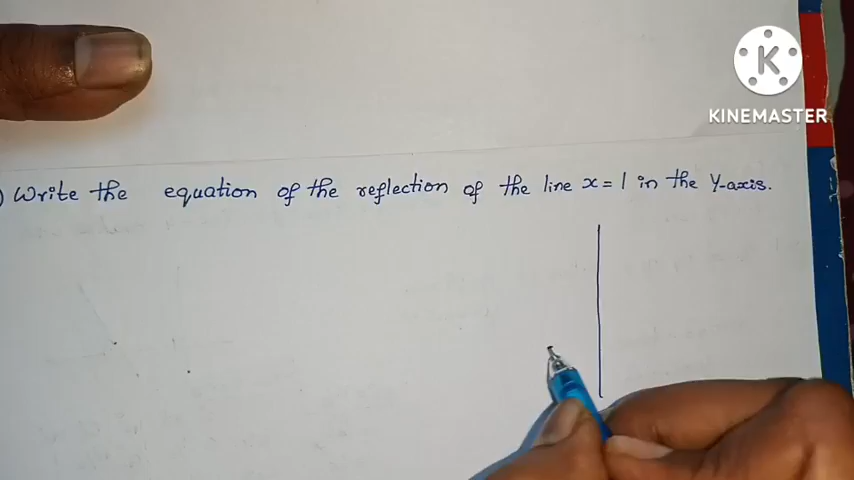 KINEMASTER
) Write the equation of the reflection of the line x = 1 in the Y-axis.